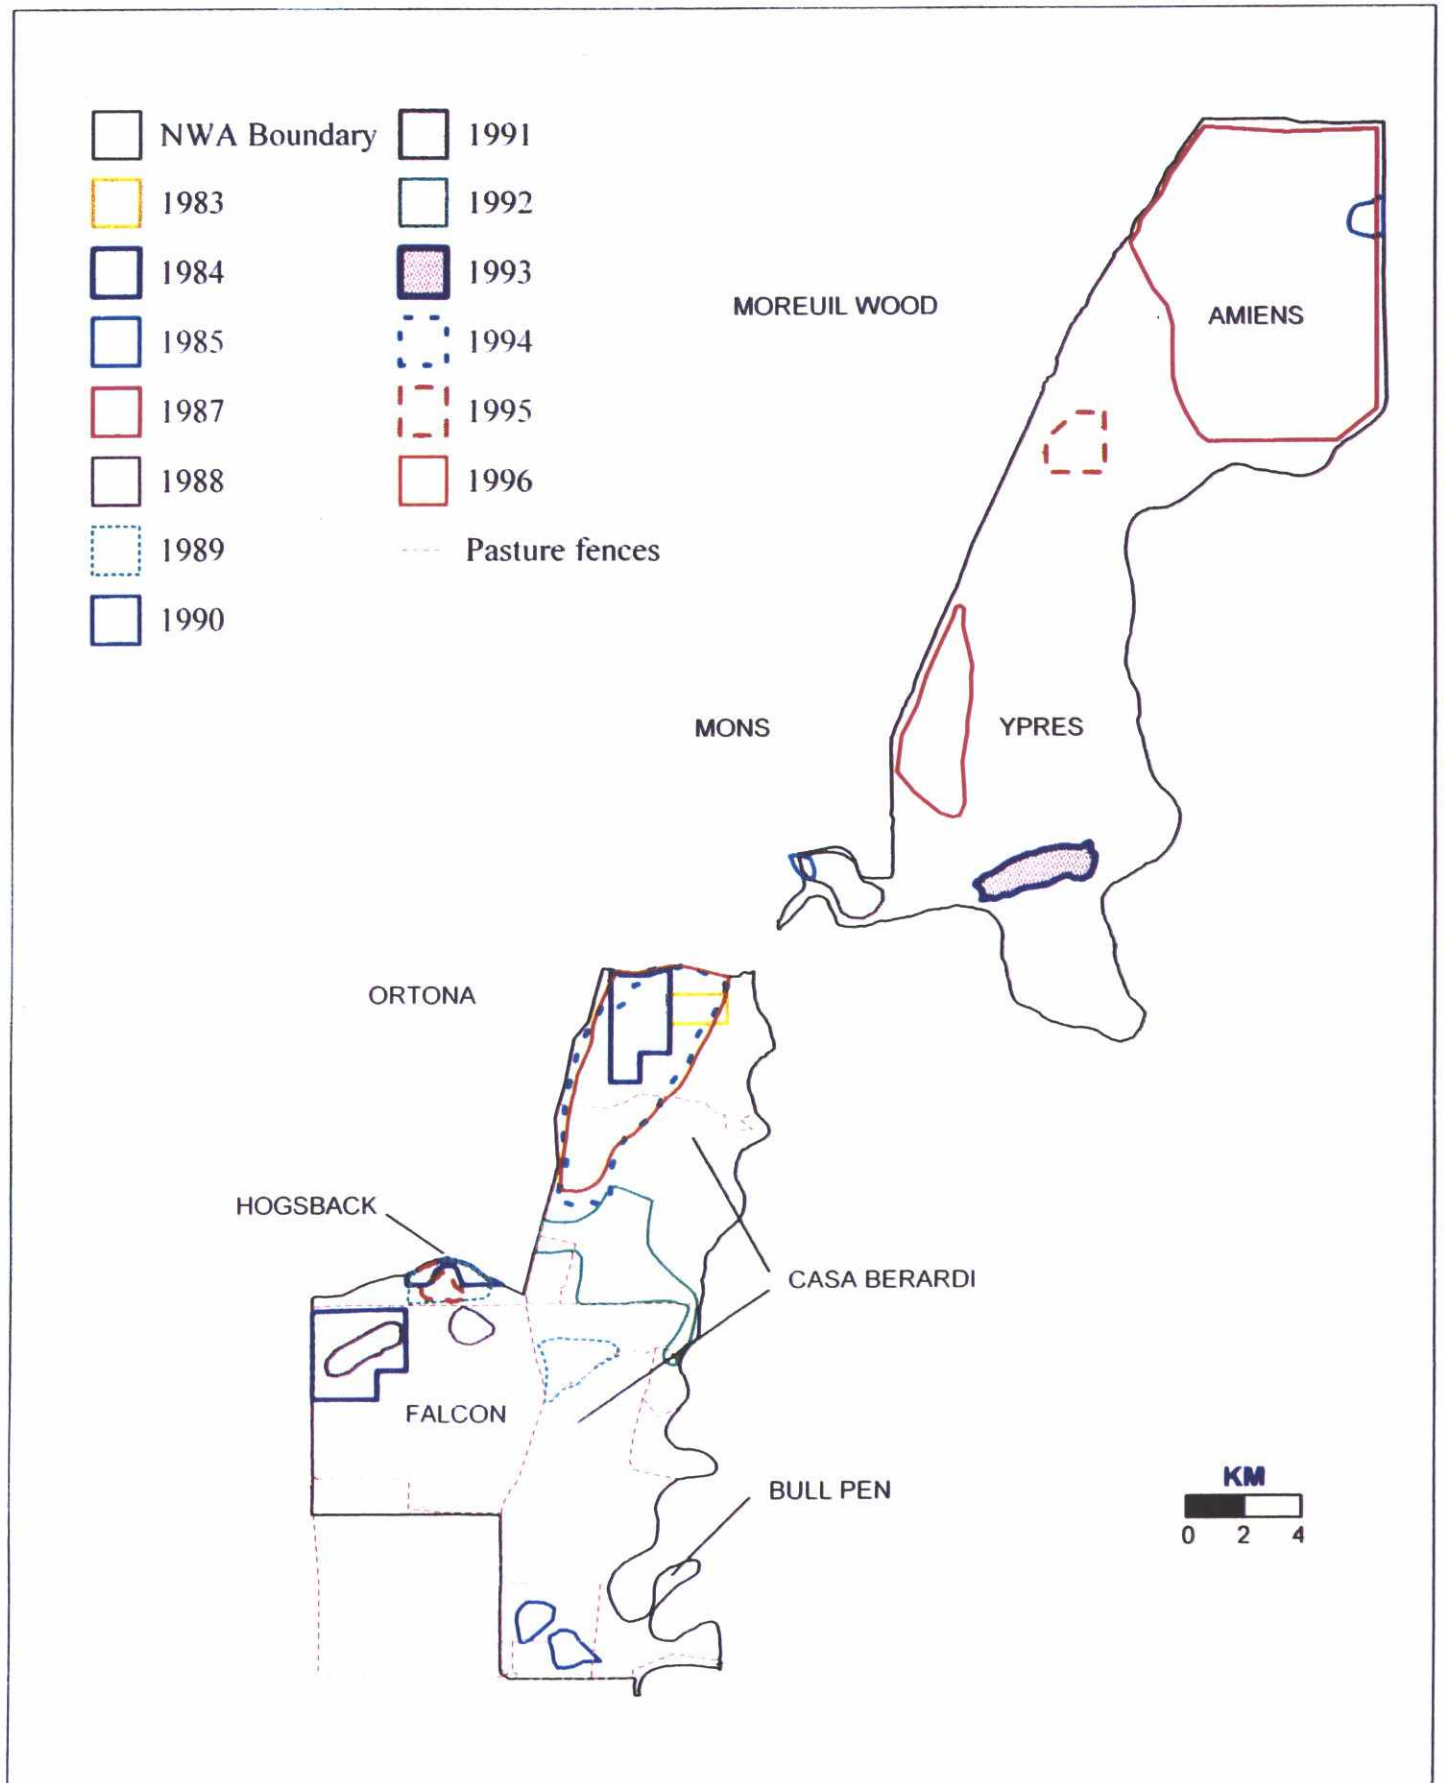 NWA Boundary
1983
1984
1985
1987
1988
1989
1990
1991
1992
1993
1994
1995
1996
Pasture fences
MOREUIL WOOD
AMIENS
MONS
YPRES
ORTONA
HOGSBACK
CASA BERARDI
FALCON
BULL PEN
KM
0 2 4